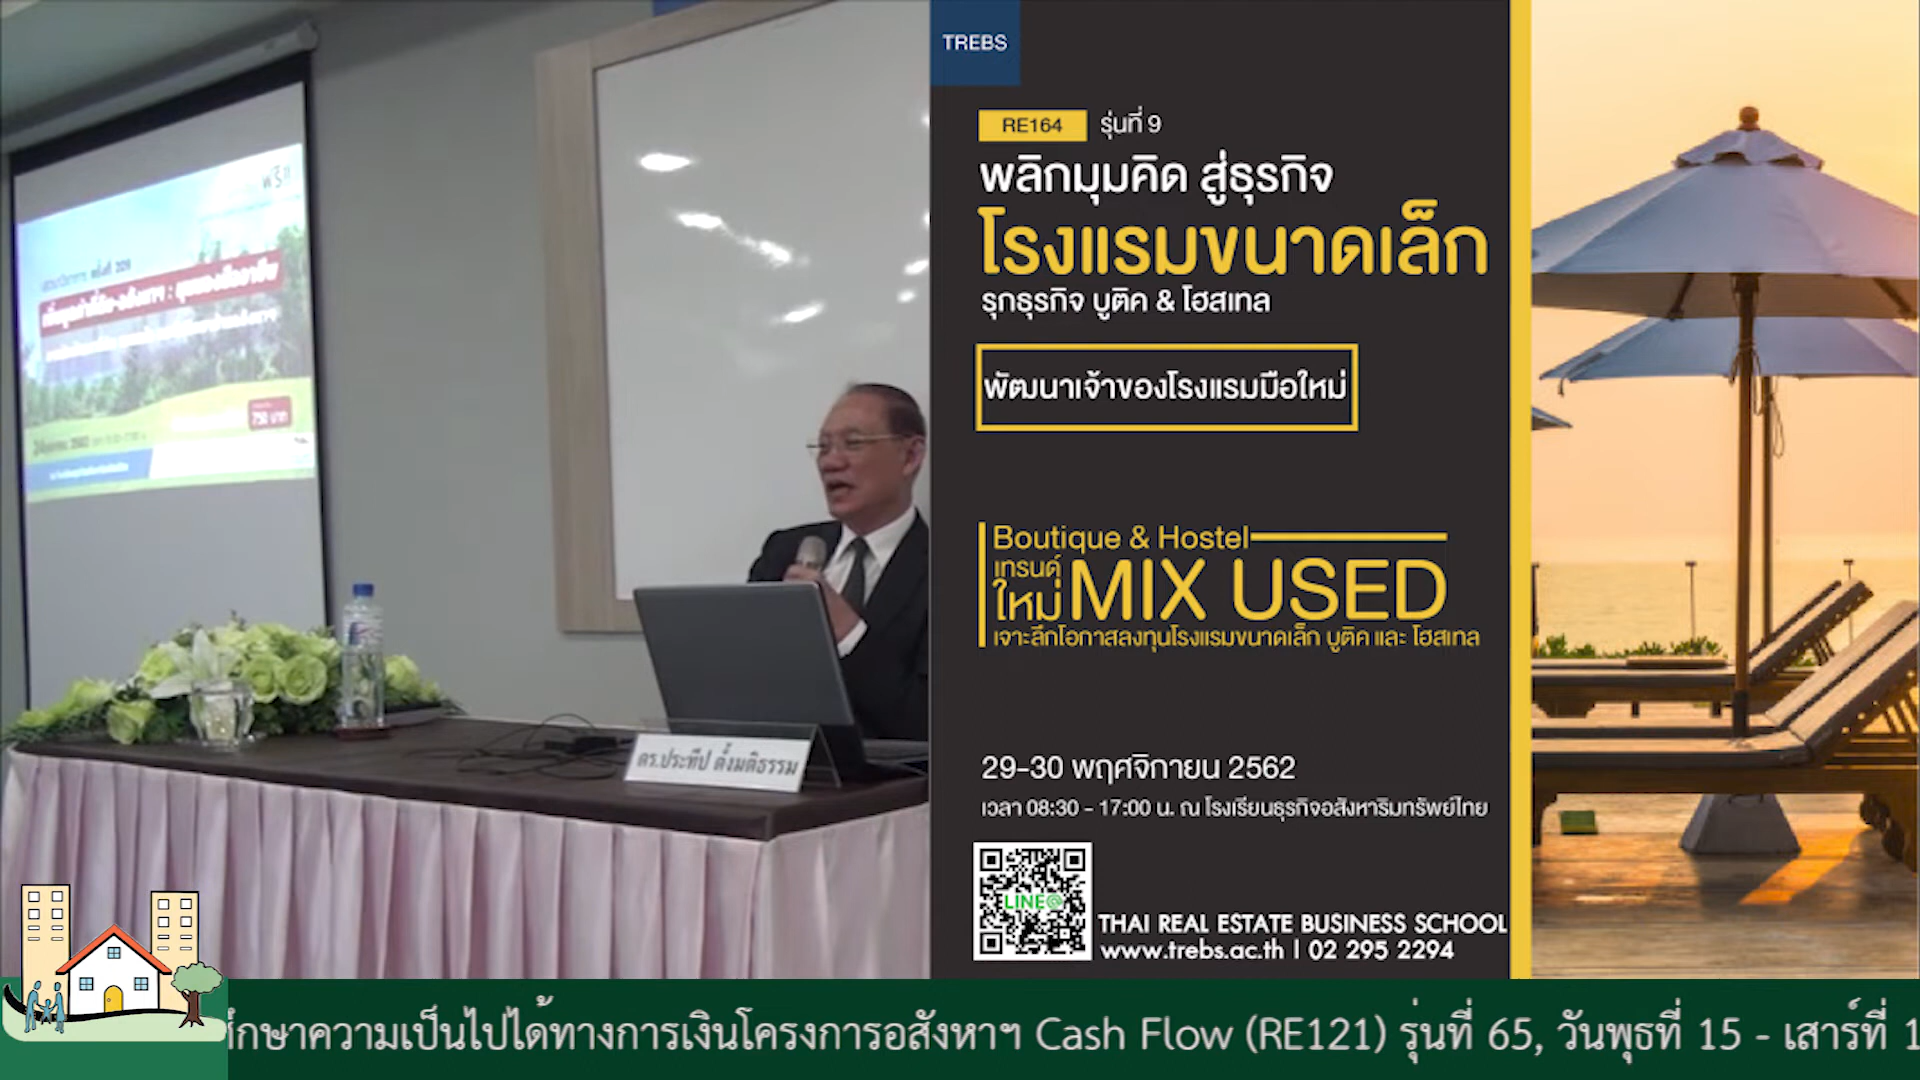 ฟรี!!
750 บาท
ดร.ประทีป ตั้งมติธรรม
TREBS
RE164 รุ่นที่ 9
พลิกมุมคิด สู่ธุรกิจ
โรงแรมขนาดเล็ก
รุกธุรกิจ บูติค & โฮสเทล
พัฒนาเจ้าของโรงแรมมือใหม่
Boutique & Hostel
เทรนด์
ใหม่ MIX USED
เจาะลึกโอกาสลงทุนโรงแรมขนาดเล็ก บูติค และ โฮสเทล
29-30 พฤศจิกายน 2562
เวลา 08:30 - 17:00 น. ณ โรงเรียนธุรกิจอสังหาริมทรัพย์ไทย
LINE@
THAI REAL ESTATE BUSINESS SCHOOL
www.trebs.ac.th | 02 295 2294
ศึกษาความเป็นไปได้ทางการเงินโครงการอสังหาฯ Cash Flow (RE121) รุ่นที่ 65, วันพุธที่ 15 - เสาร์ที่ 1